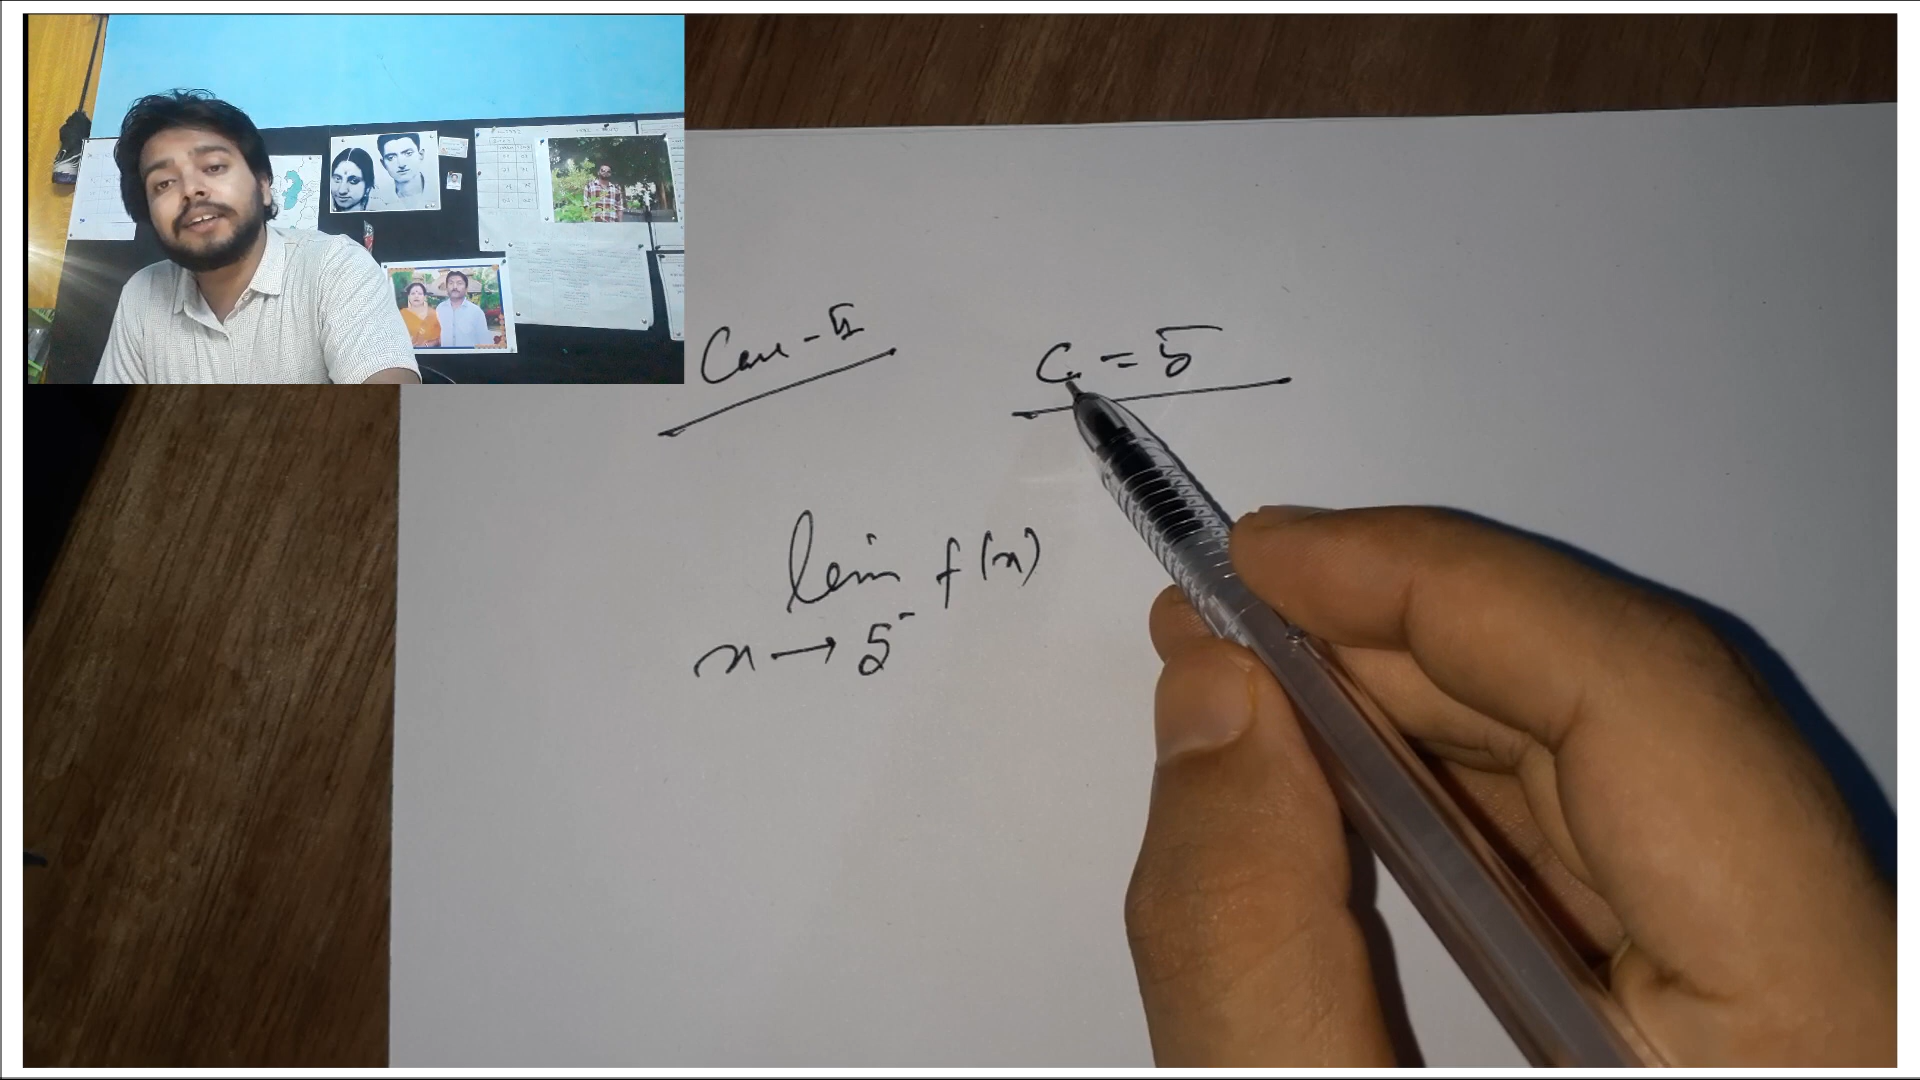 Case - II C = 5
lim f(x)
x → 5⁻